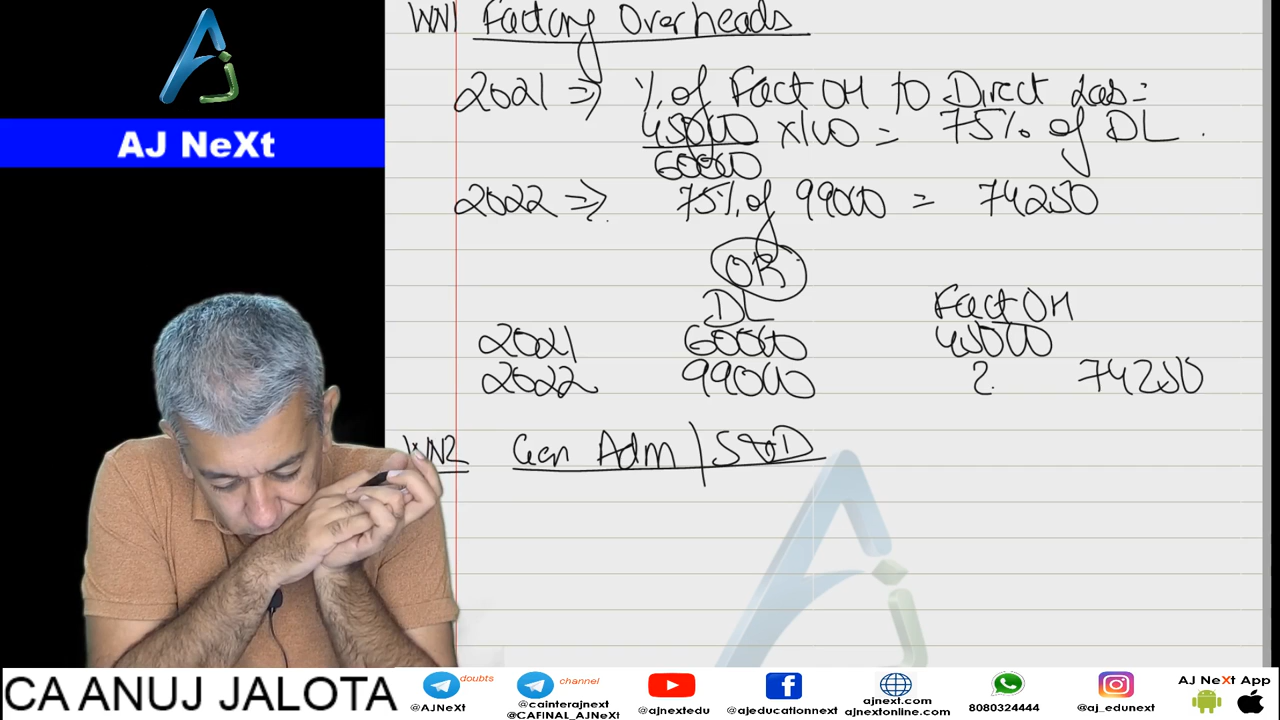 WN1 Factory Overheads
2021 => % of Fact OH to Direct Lab =
45000 x100 = 75% of DL
60000
2022 => 75% of 99000 = 74250
OR
DL Fact OH
2021 60000 45000
2022 99000 ? 74250
WN2 Gen Adm | S&D
AJ NeXt
CA ANUJ JALOTA
doubts
@AJNeXt
channel
@cainterajnext
@CAFINAL_AJNeXt
@ajnextedu
@ajeducationnext
ajnext.com
ajnextonline.com
8080324444
@aj_edunext
AJ NeXt App